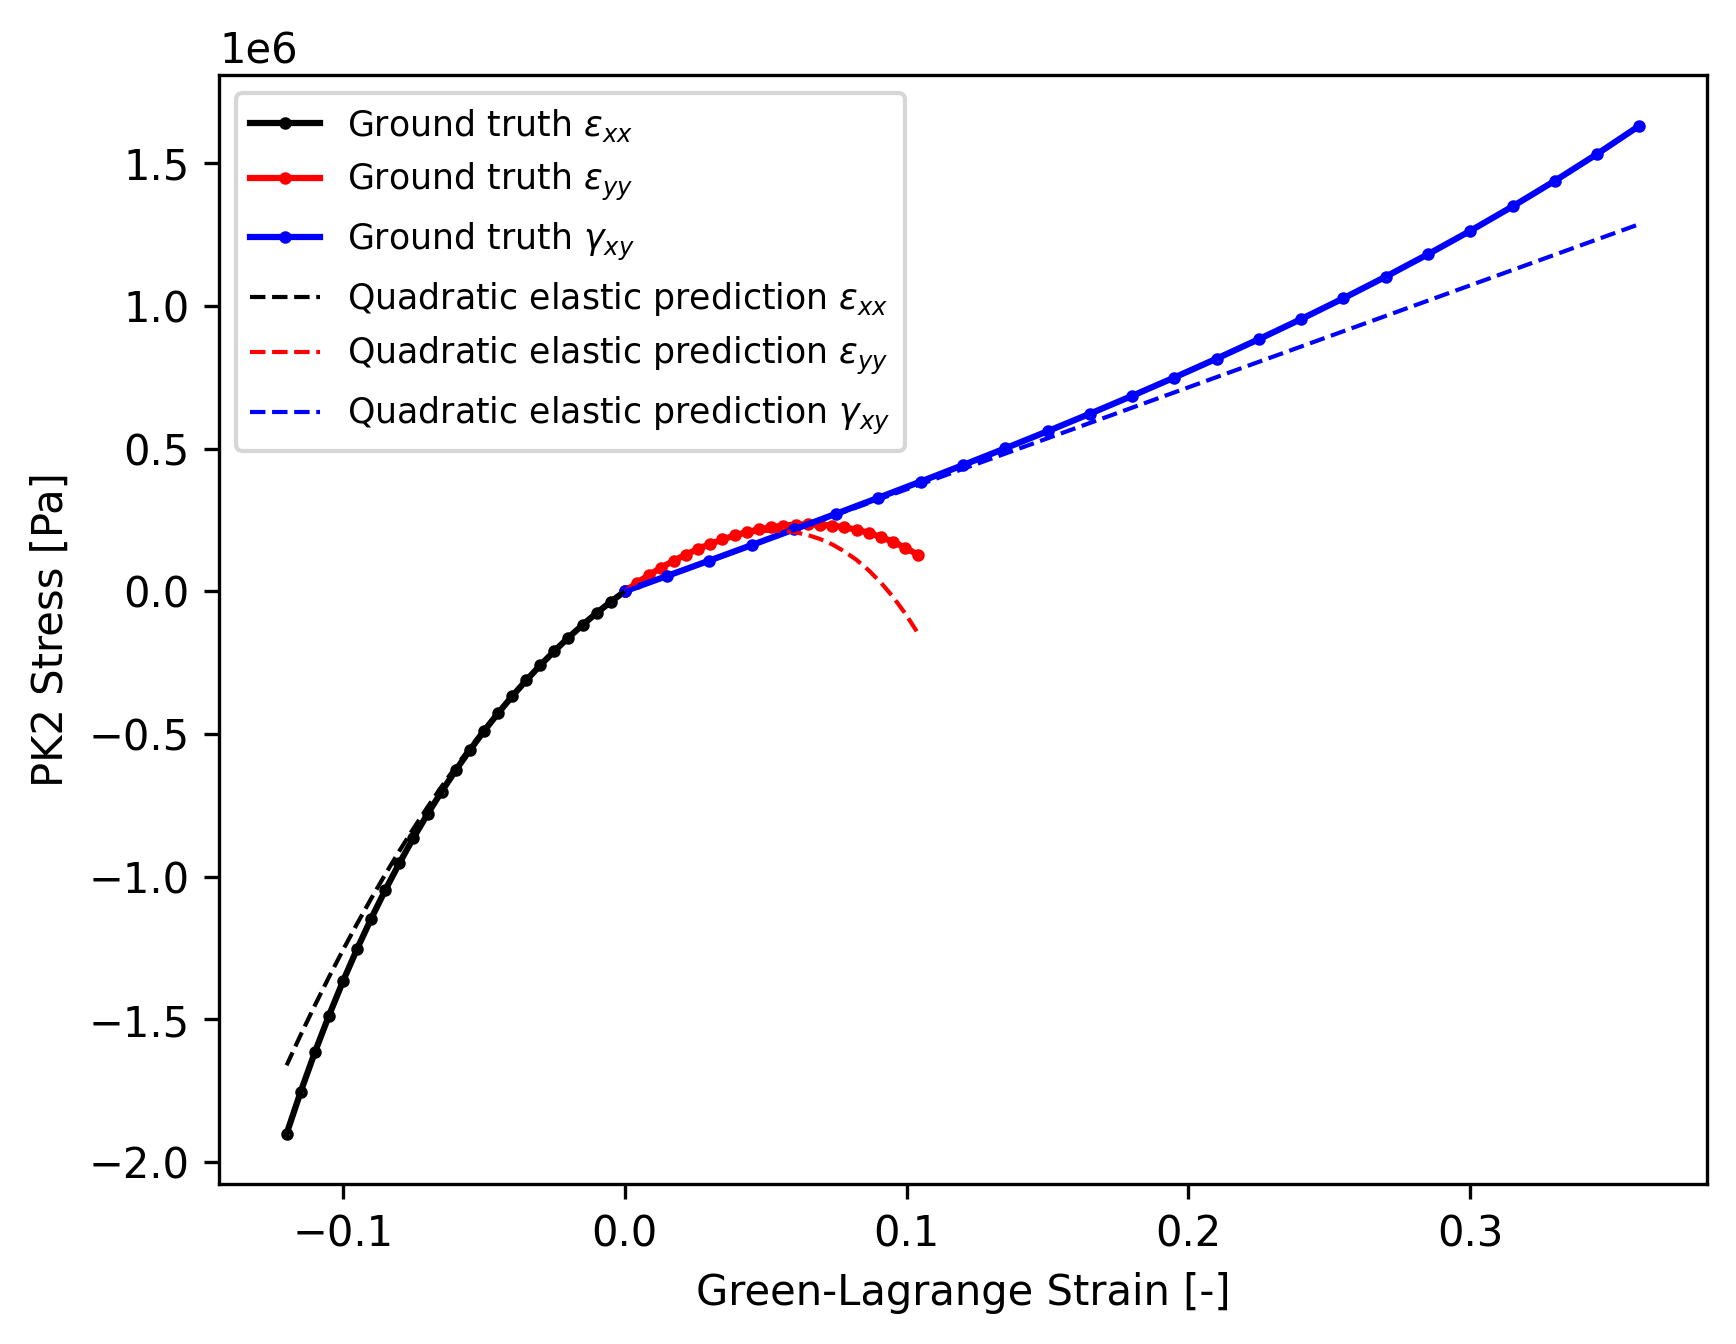 1e6
Ground truth εxx
Ground truth εyy
Ground truth γxy
Quadratic elastic prediction εxx
Quadratic elastic prediction εyy
Quadratic elastic prediction γxy
1.5
1.0
0.5
0.0
−0.5
−1.0
−1.5
−2.0
PK2 Stress [Pa]
−0.1 0.0 0.1 0.2 0.3
Green-Lagrange Strain [-]